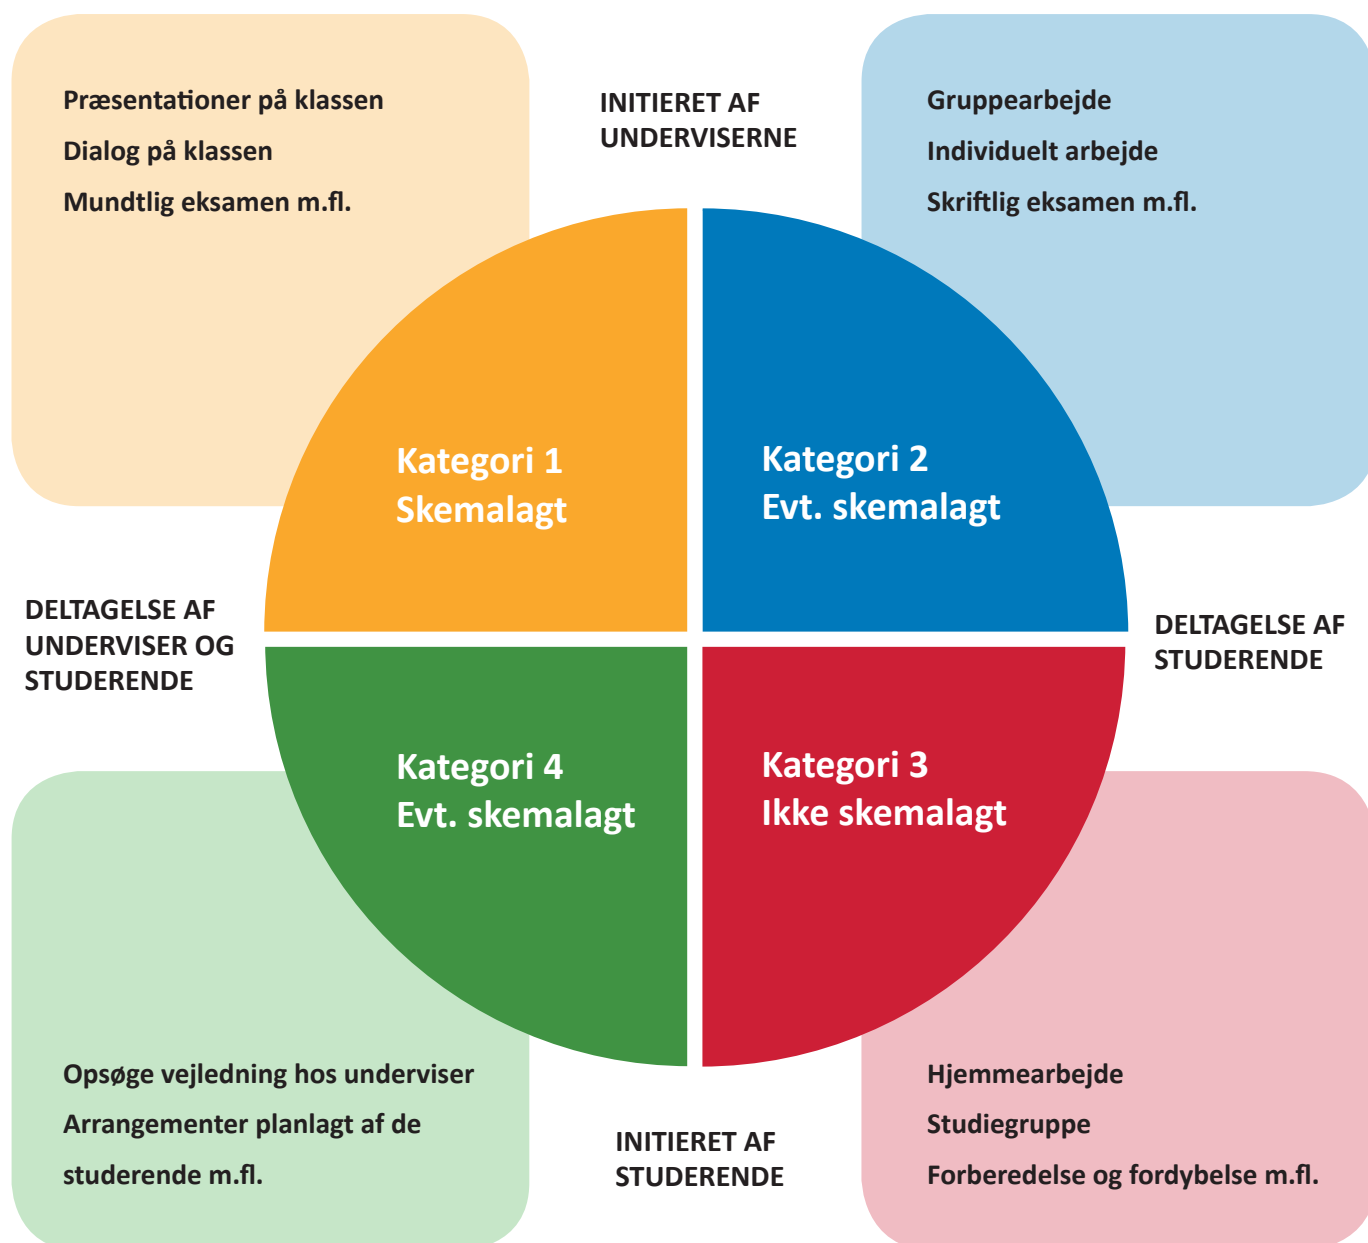 Præsentationer på klassen
Dialog på klassen
Mundtlig eksamen m.fl.
INITIERET AF
UNDERVISERNE
Gruppearbejde
Individuelt arbejde
Skriftlig eksamen m.fl.
Kategori 1
Skemalagt
Kategori 2
Evt. skemalagt
DELTAGELSE AF
UNDERVISER OG
STUDERENDE
DELTAGELSE AF
STUDERENDE
Kategori 4
Evt. skemalagt
Kategori 3
Ikke skemalagt
Opsøge vejledning hos underviser
Arrangementer planlagt af de
studerende m.fl.
INITIERET AF
STUDERENDE
Hjemmearbejde
Studiegruppe
Forberedelse og fordybelse m.fl.